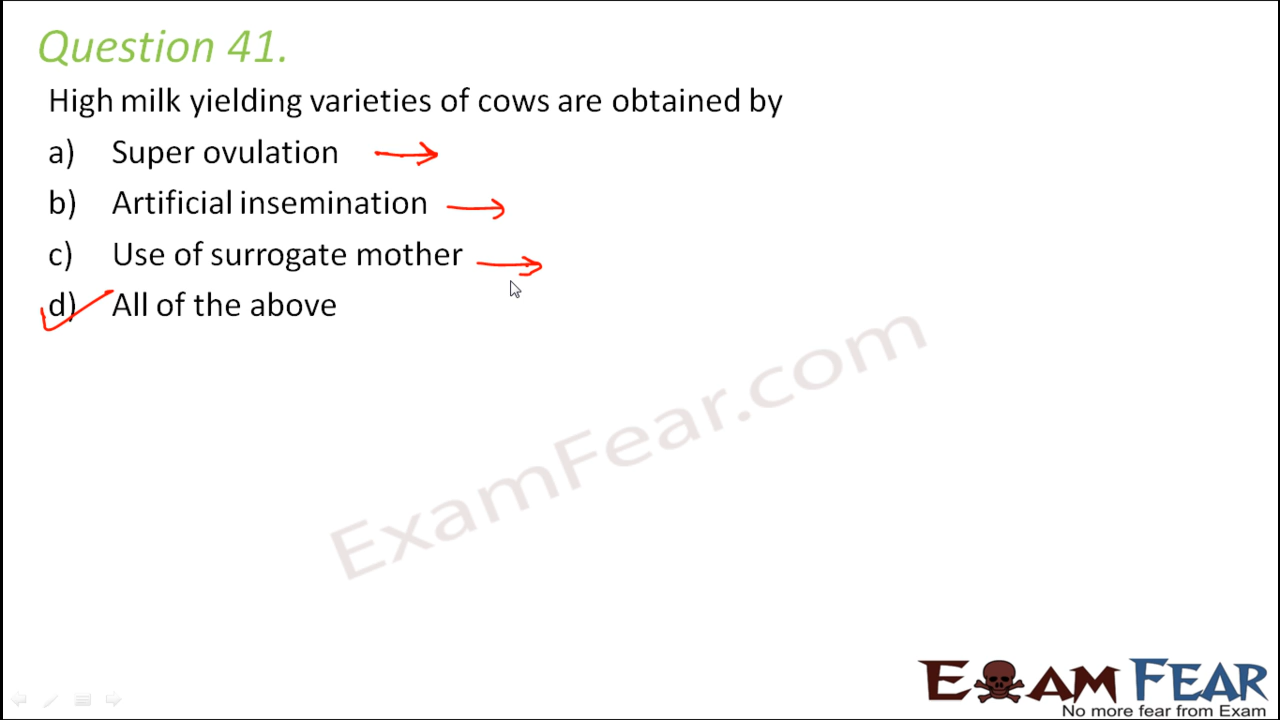 Question 41.
High milk yielding varieties of cows are obtained by
a) Super ovulation
b) Artificial insemination
c) Use of surrogate mother
d) All of the above
ExamFear.com
EXAM FEAR
No more fear from Exam